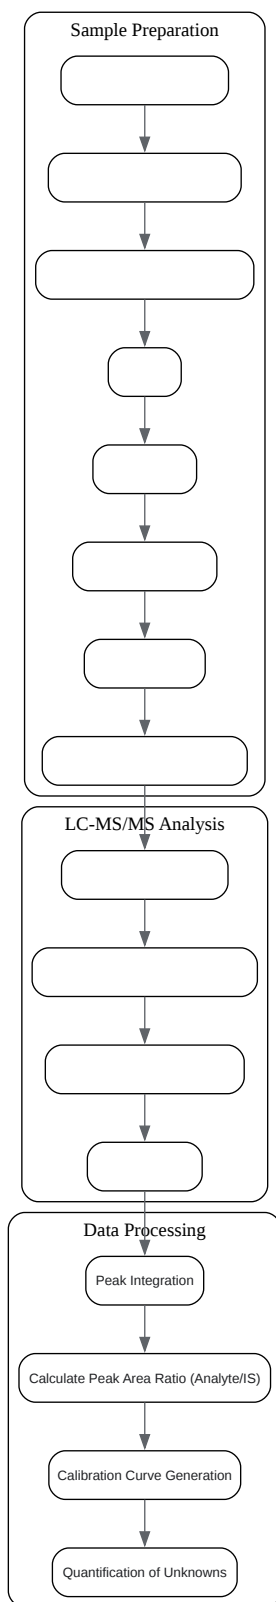 Sample Preparation
LC-MS/MS Analysis
Data Processing
Peak Integration
Calculate Peak Area Ratio (Analyte/IS)
Calibration Curve Generation
Quantification of Unknowns